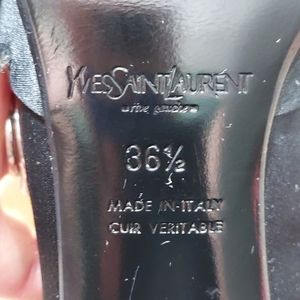 YVESSAINTLAURENT
rive gauche
36½
MADE IN ITALY
CUIR VERITABLE